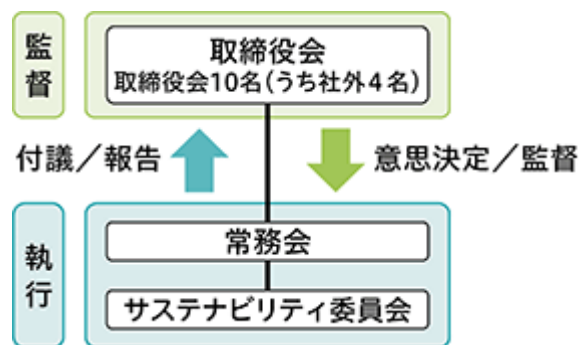 監督
取締役会
取締役会10名(うち社外4名)
付議／報告
意思決定／監督
執行
常務会
サステナビリティ委員会